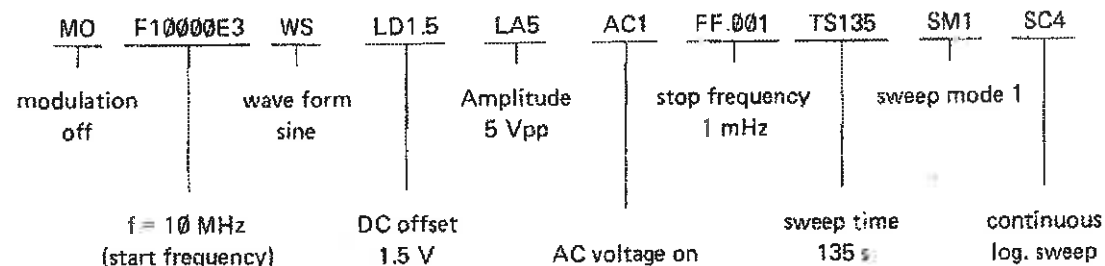 MO F10000E3 WS LD1.5 LA5 AC1 FF.001 TS135 SM1 SC4
modulation
off
wave form
sine
Amplitude
5 Vpp
stop frequency
1 mHz
sweep mode 1
f = 10 MHz
(start frequency)
DC offset
1.5 V
AC voltage on
sweep time
135 s
continuous
log. sweep